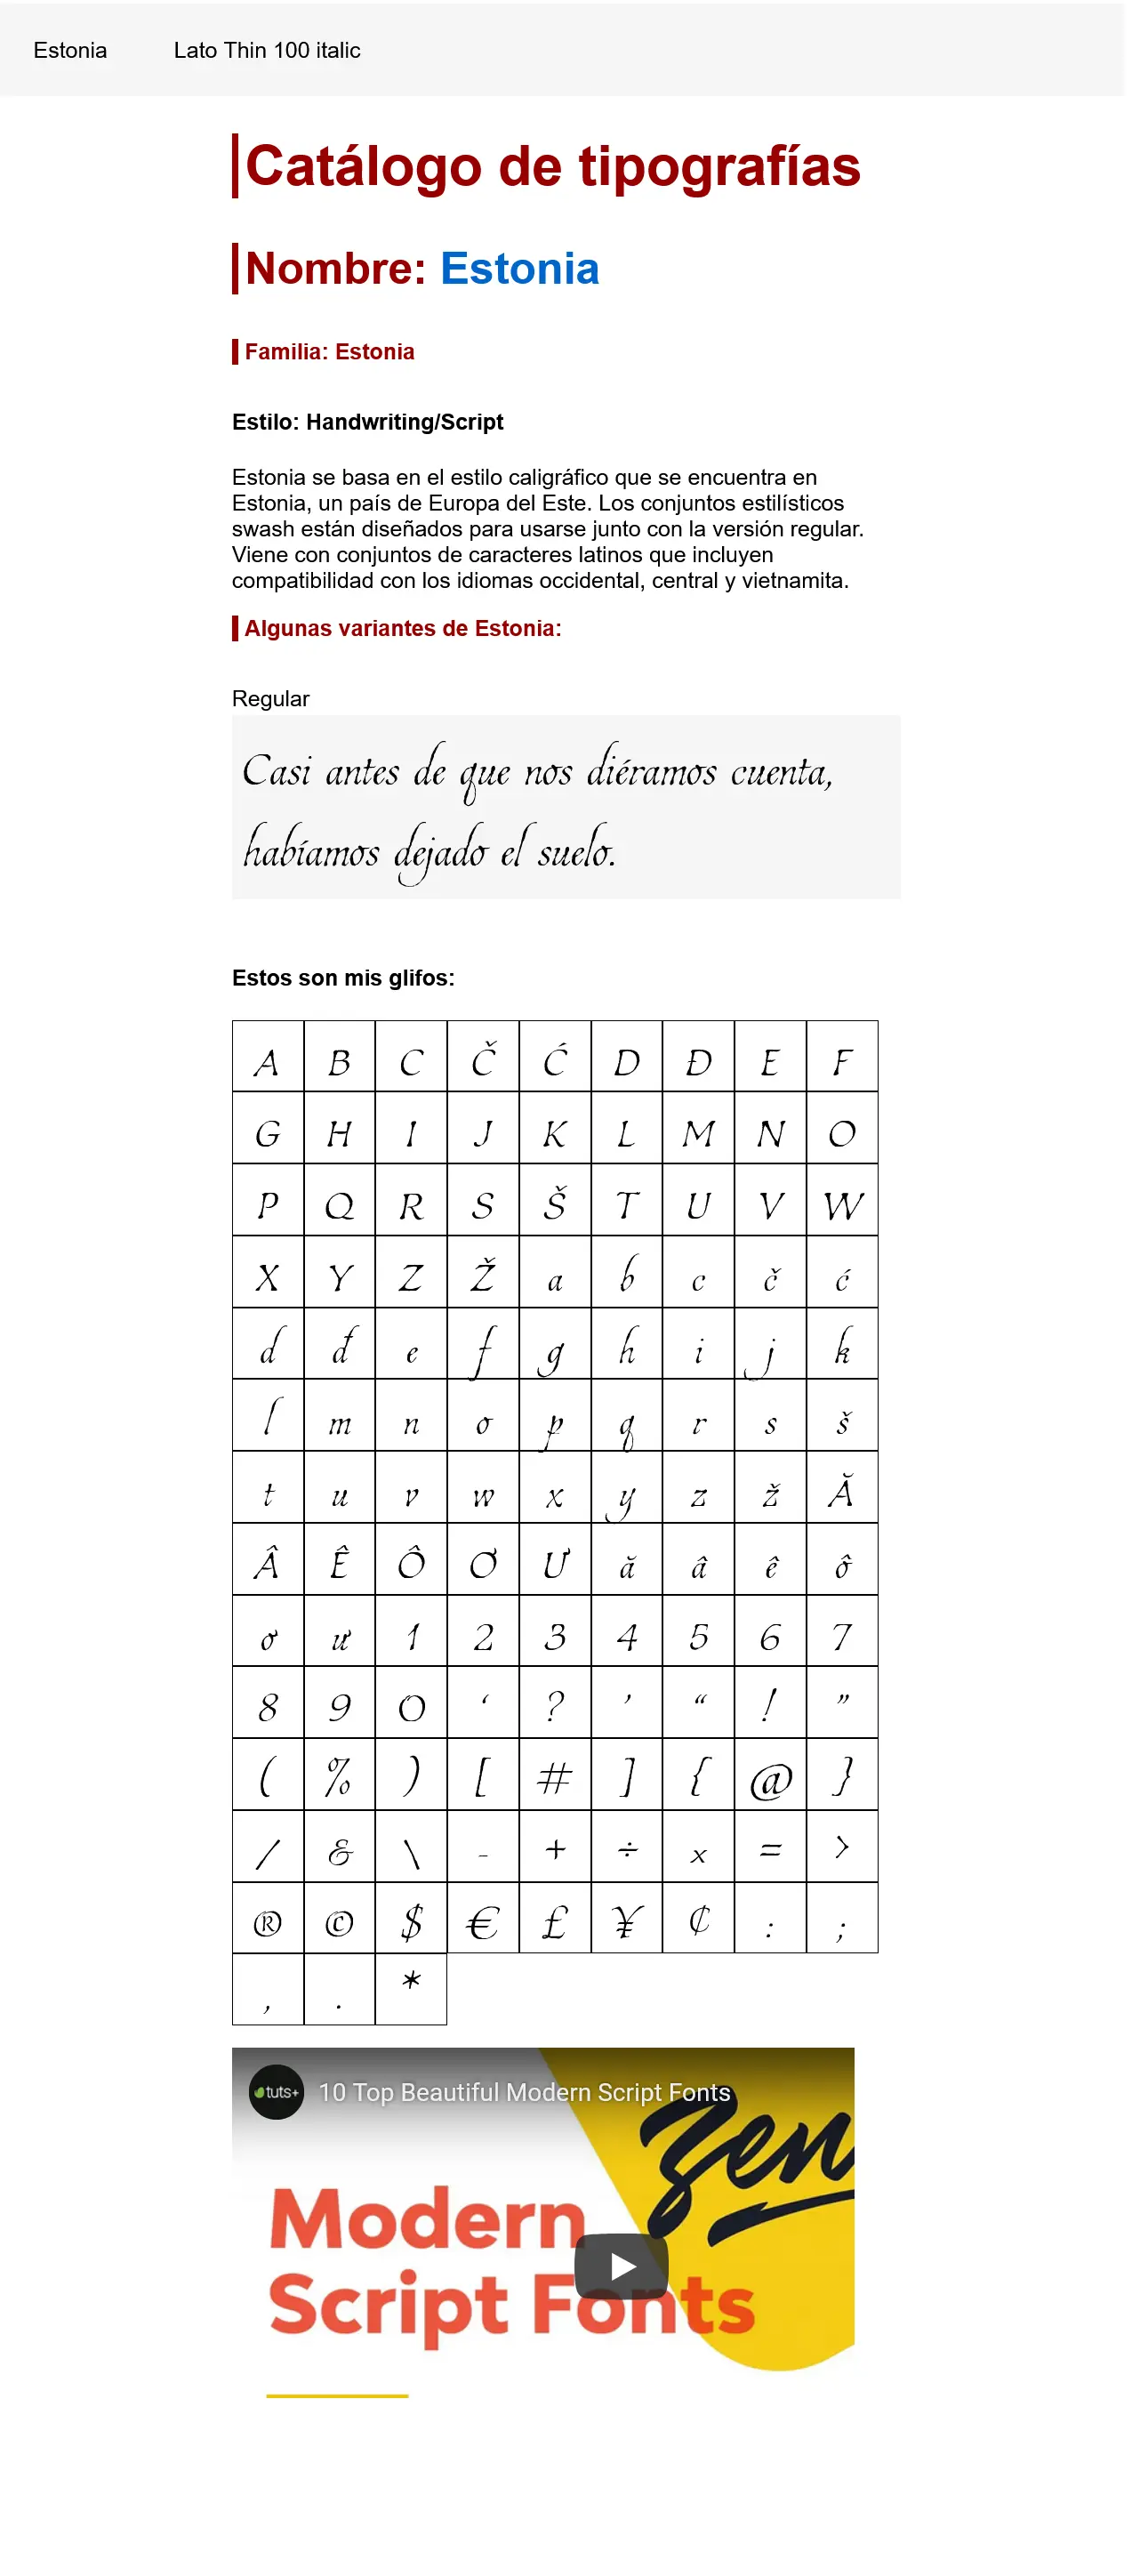 Estonia Lato Thin 100 italic
Catálogo de tipografías
Nombre: Estonia
Familia: Estonia
Estilo: Handwriting/Script
Estonia se basa en el estilo caligráfico que se encuentra en
Estonia, un país de Europa del Este. Los conjuntos estilísticos
swash están diseñados para usarse junto con la versión regular.
Viene con conjuntos de caracteres latinos que incluyen
compatibilidad con los idiomas occidental, central y vietnamita.
Algunas variantes de Estonia:
Regular
Casi antes de que nos diéramos cuenta,
habíamos dejado el suelo.
Estos son mis glifos:
A B C Č Ć D Đ E F
G H I J K L M N O
P Q R S Š T U V W
X Y Z Ž a b c č ć
d đ e f g h i j k
l m n o p q r s š
t u v w x y z ž Ă
Â Ê Ô Ơ Ư ă â ê ô
ơ ư 1 2 3 4 5 6 7
8 9 0 ‘ ? ’ “ ! ”
( % ) [ # ] { @ }
/ & \ - + ÷ x = >
® © $ € £ ¥ ¢ : ;
, . *
tuts+ 10 Top Beautiful Modern Script Fonts
Zen
Modern
Script Fonts